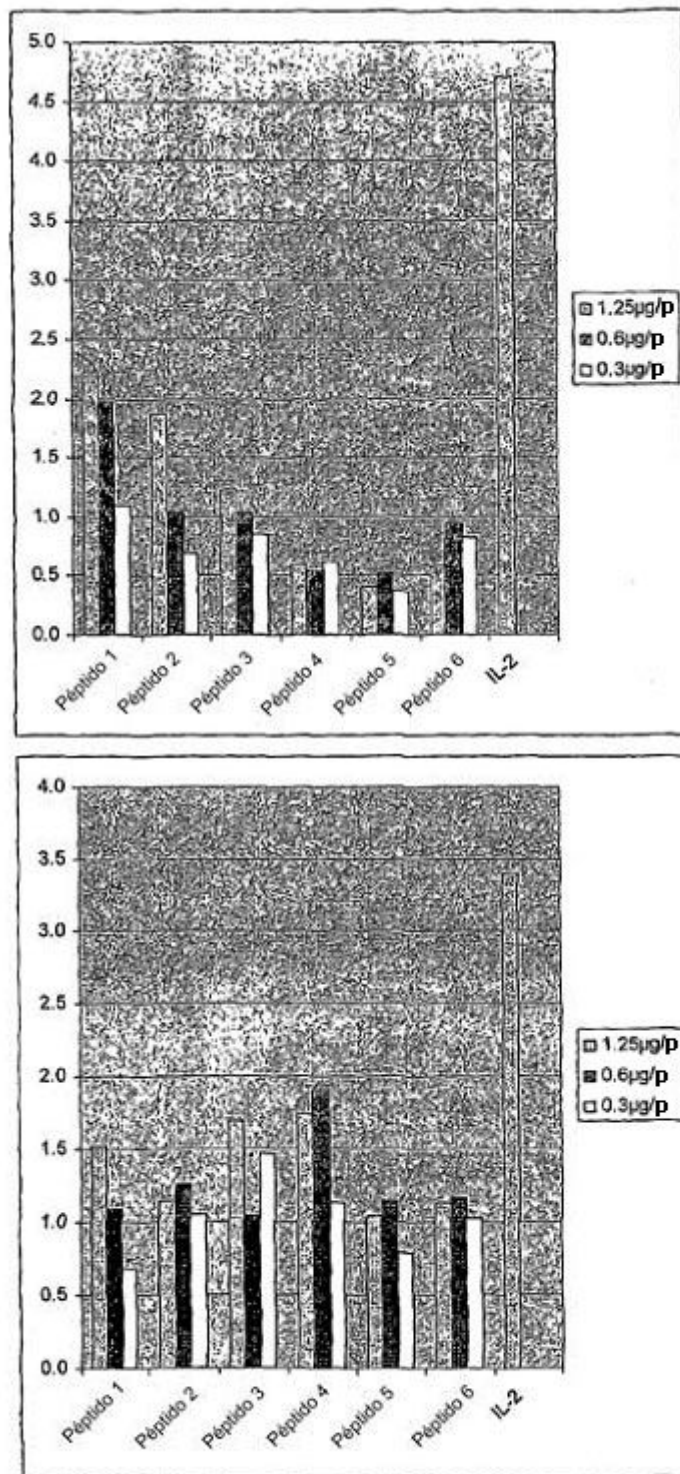 5.0
4.5
4.0
3.5
3.0
2.5
2.0
1.5
1.0
0.5
0.0
Péptido 1
Péptido 2
Péptido 3
Péptido 4
Péptido 5
Péptido 6
IL-2
1.25µg/p
0.6µg/p
0.3µg/p
4.0
3.5
3.0
2.5
2.0
1.5
1.0
0.5
0.0
Péptido 1
Péptido 2
Péptido 3
Péptido 4
Péptido 5
Péptido 6
IL-2
1.25µg/p
0.6µg/p
0.3µg/p